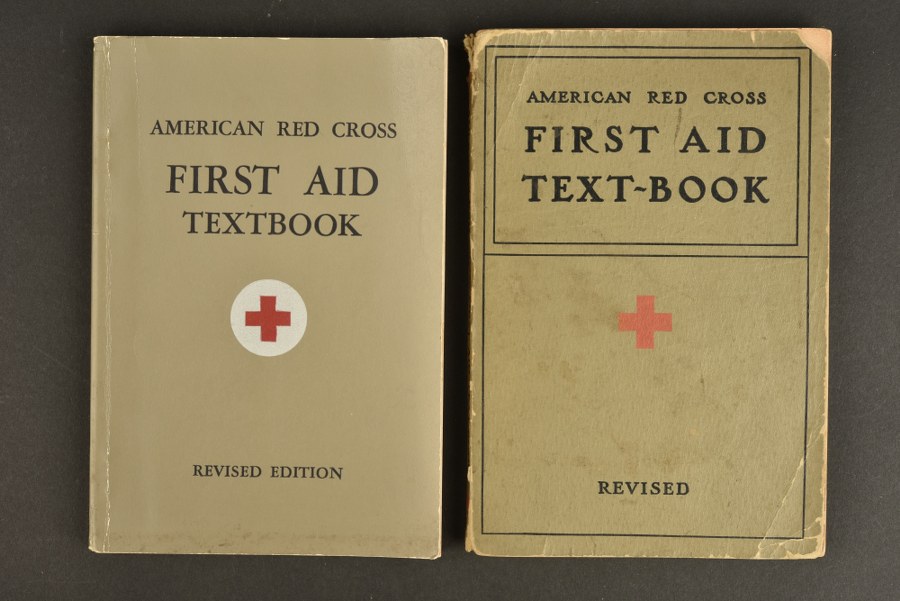 AMERICAN RED CROSS
FIRST AID
TEXTBOOK
REVISED EDITION
AMERICAN RED CROSS
FIRST AID
TEXT-BOOK
REVISED